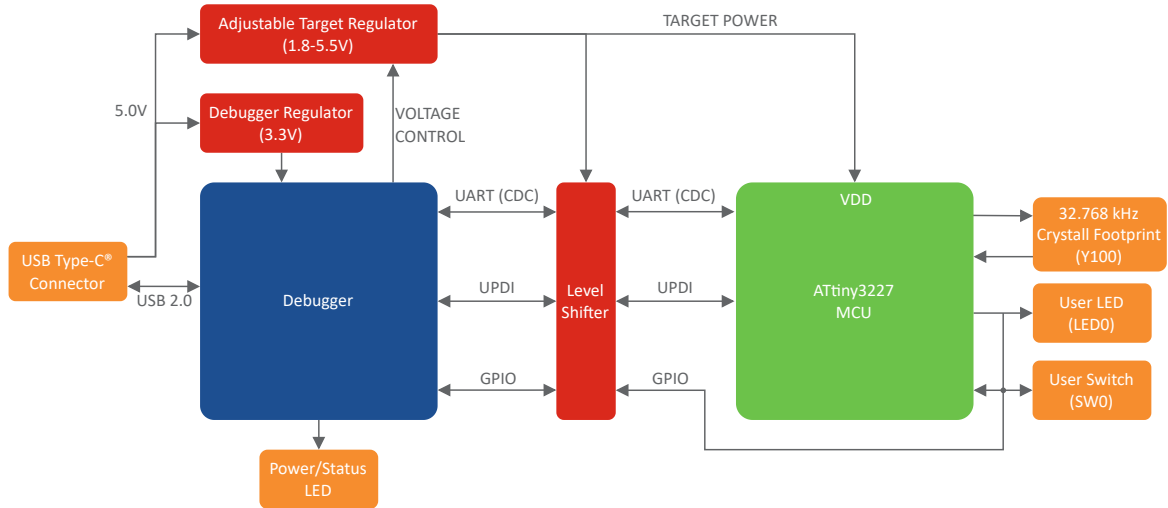 Adjustable Target Regulator
(1.8-5.5V)
TARGET POWER
5.0V
Debugger Regulator
(3.3V)
VOLTAGE
CONTROL
UART (CDC)
UART (CDC)
VDD
32.768 kHz
Crystall Footprint
(Y100)
USB Type-C®
Connector
USB 2.0
Debugger
UPDI
Level
Shifter
UPDI
ATtiny3227
MCU
User LED
(LED0)
GPIO
GPIO
User Switch
(SW0)
Power/Status
LED